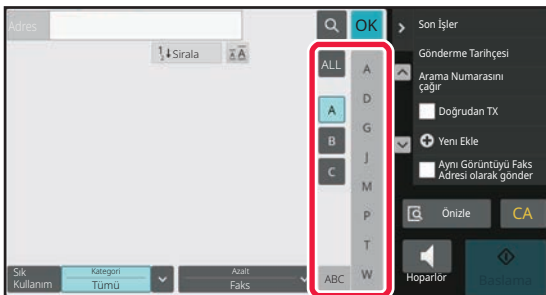 Adres
OK
Sırala
A A
ALL
A
B
C
ABC
A
D
G
J
M
P
T
W
Sık
Kullanım
Kategori
Tümü
Azalt
Faks
Son İşler
Gönderme Tarihçesi
Arama Numarasını
çağır
Doğrudan TX
Yeni Ekle
Aynı Görüntüyü Faks
Adresi olarak gönder
Önizle
CA
Hoparlör
Başlama